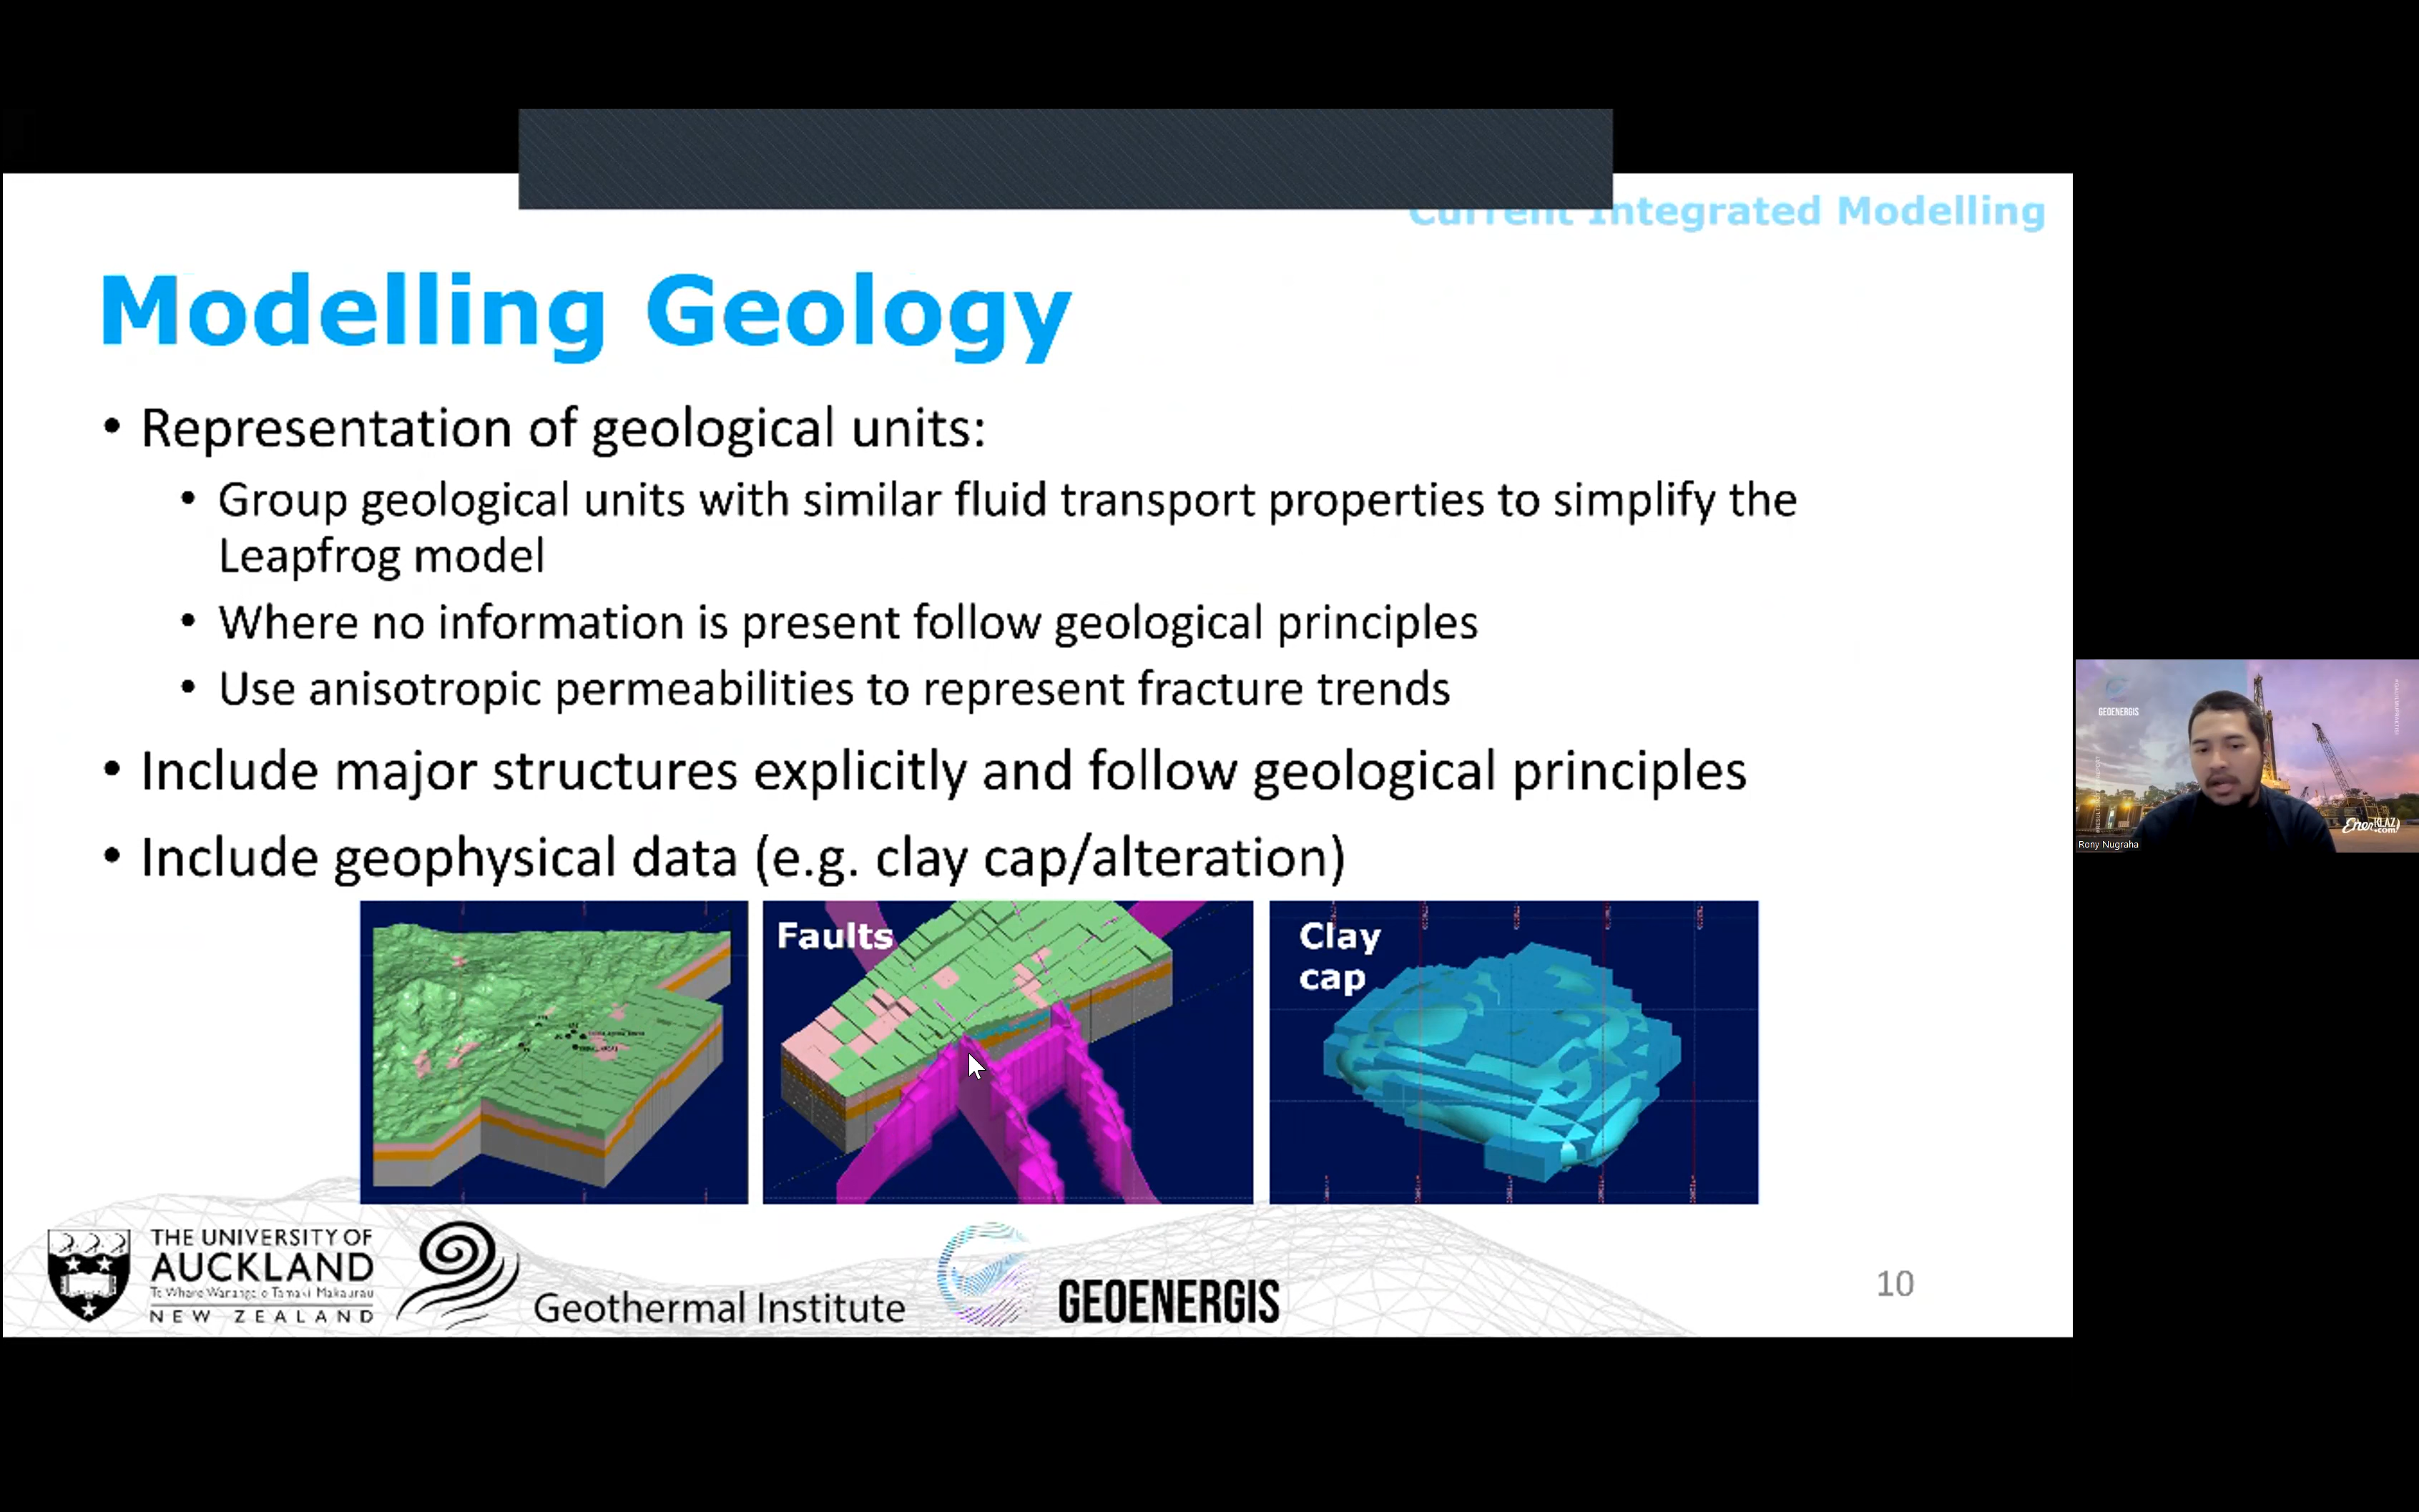 Current Integrated Modelling
Modelling Geology
• Representation of geological units:
• Group geological units with similar fluid transport properties to simplify the
Leapfrog model
• Where no information is present follow geological principles
• Use anisotropic permeabilities to represent fracture trends
• Include major structures explicitly and follow geological principles
• Include geophysical data (e.g. clay cap/alteration)
Faults
Clay
cap
THE UNIVERSITY OF
AUCKLAND
Te Whare Wananga o Tamaki Makaurau
NEW ZEALAND
Geothermal Institute
GEOENERGIS
10
GEOENERGIS
EnerKLAZ
.com
Rony Nugraha